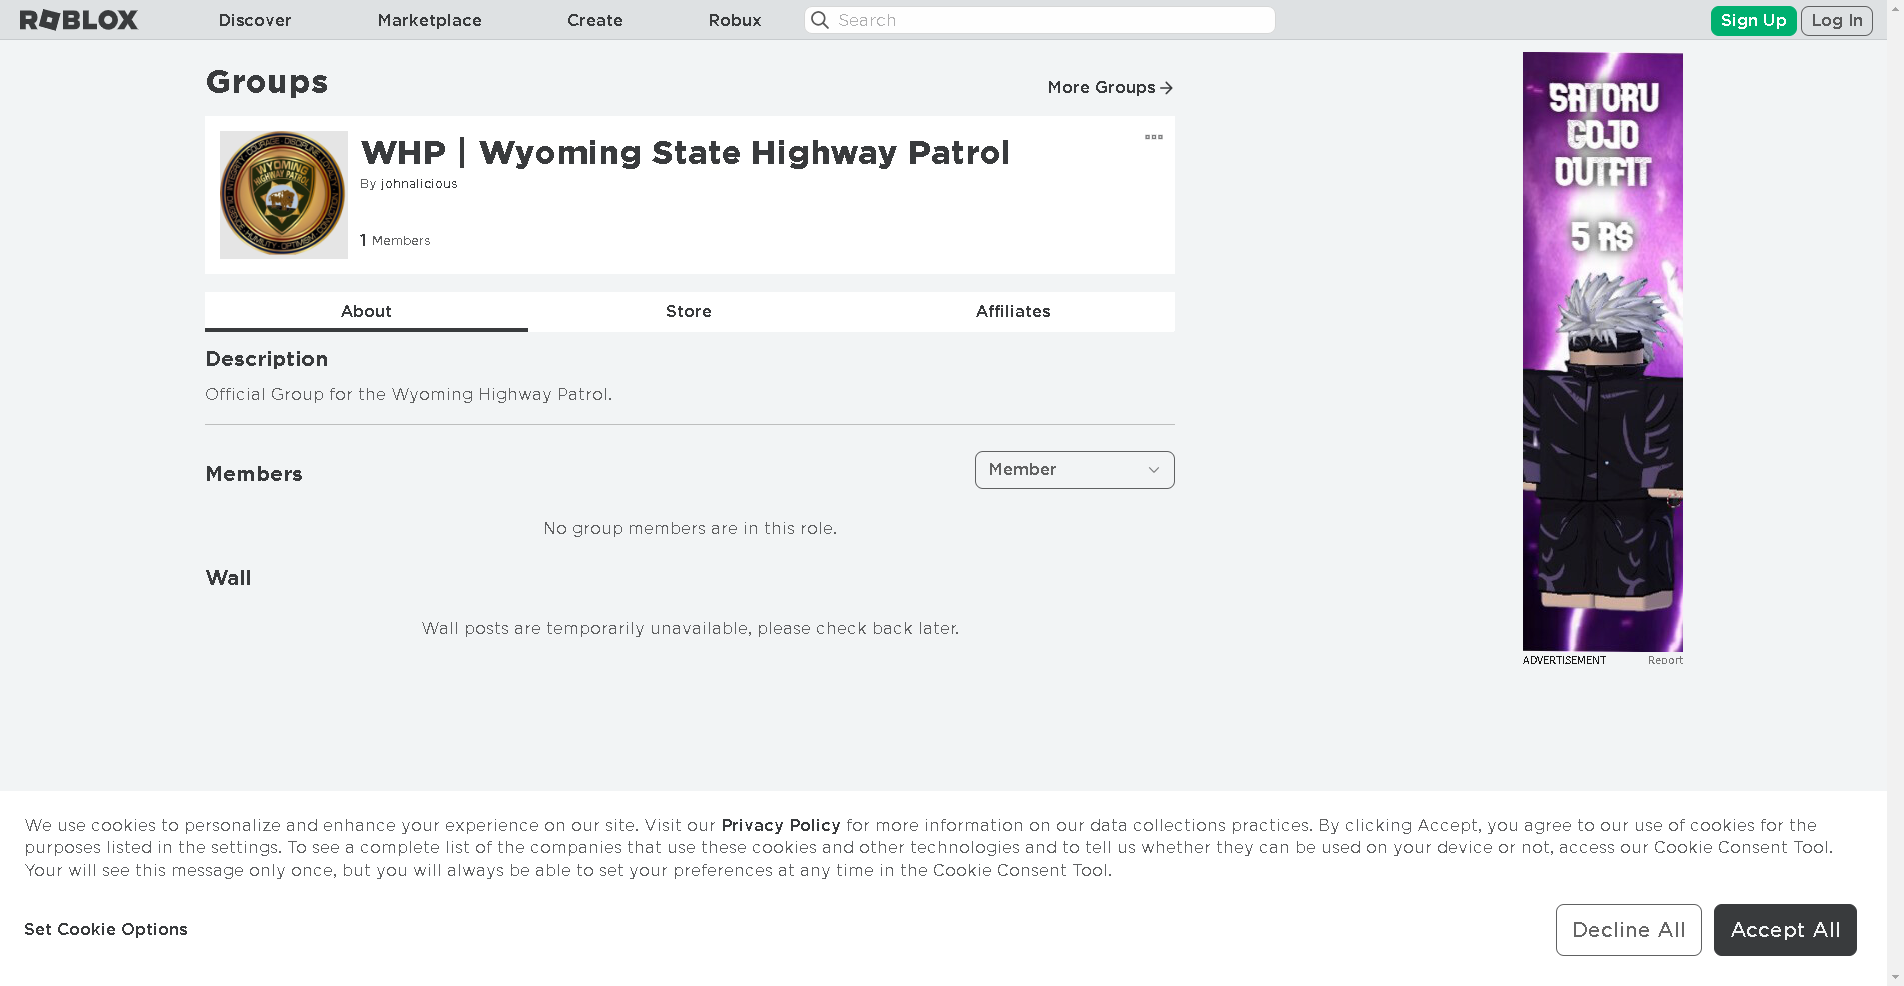 ROBLOX
Discover
Marketplace
Create
Robux
Search
Sign Up
Log In
Groups
More Groups
WYOMING
HIGHWAY PATROL
INTEGRITY COURAGE DISCIPLINE LOYALTY
DILIGENCE HUMILITY OPTIMISM CONVICTION
WHP | Wyoming State Highway Patrol
By johnalicious
1 Members
About
Store
Affiliates
Description
Official Group for the Wyoming Highway Patrol.
Members
Member
No group members are in this role.
Wall
Wall posts are temporarily unavailable, please check back later.
SATORU
GOJO
OUTFIT
5 R$
ADVERTISEMENT
Report
We use cookies to personalize and enhance your experience on our site. Visit our Privacy Policy for more information on our data collections practices. By clicking Accept, you agree to our use of cookies for the
purposes listed in the settings. To see a complete list of the companies that use these cookies and other technologies and to tell us whether they can be used on your device or not, access our Cookie Consent Tool.
Your will see this message only once, but you will always be able to set your preferences at any time in the Cookie Consent Tool.
Set Cookie Options
Decline All
Accept All